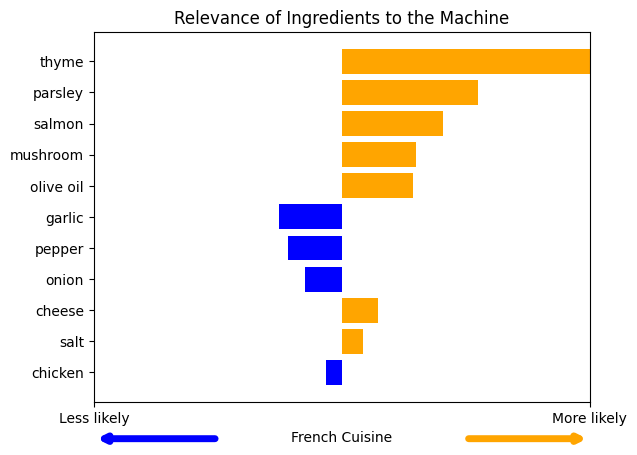 Relevance of Ingredients to the Machine
thyme
parsley
salmon
mushroom
olive oil
garlic
pepper
onion
cheese
salt
chicken
Less likely
More likely
French Cuisine